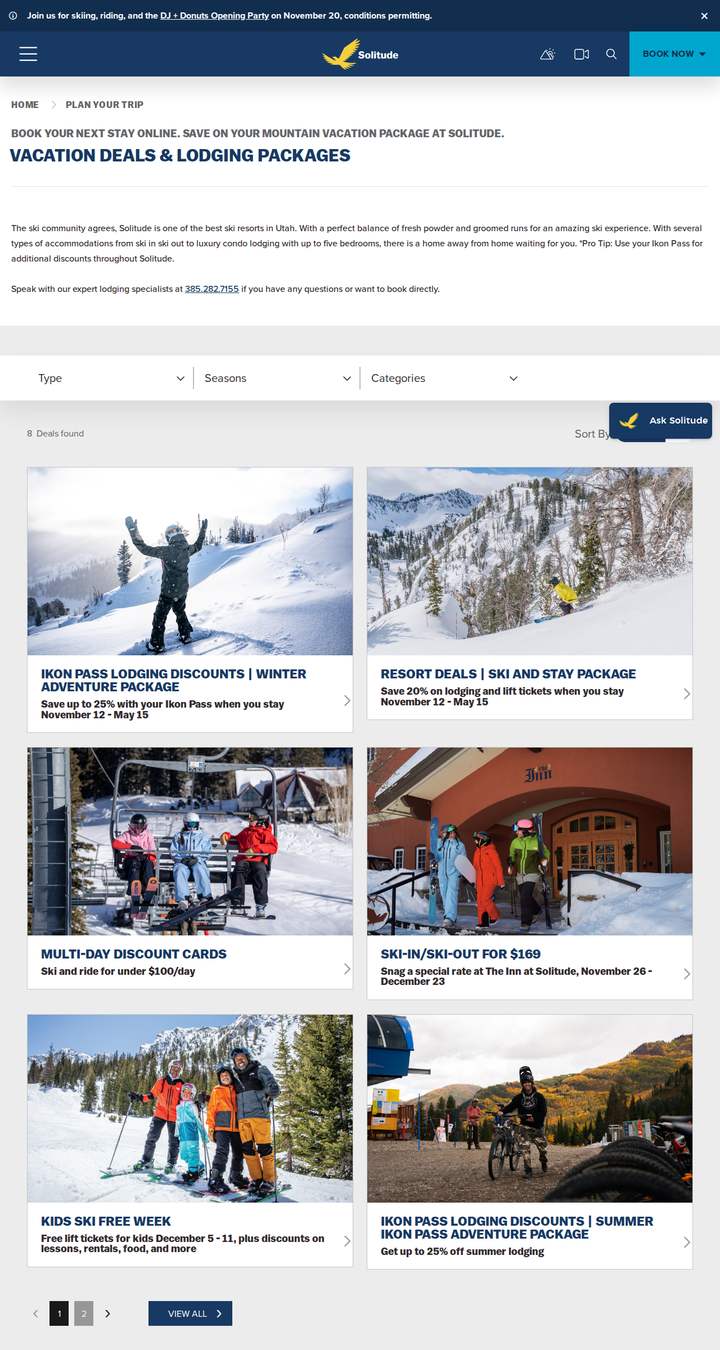 Join us for skiing, riding, and the DJ + Donuts Opening Party on November 20, conditions permitting.
Solitude
BOOK NOW
HOME
PLAN YOUR TRIP
BOOK YOUR NEXT STAY ONLINE. SAVE ON YOUR MOUNTAIN VACATION PACKAGE AT SOLITUDE.
VACATION DEALS & LODGING PACKAGES
The ski community agrees, Solitude is one of the best ski resorts in Utah. With a perfect balance of fresh powder and groomed runs for an amazing ski experience. With several
types of accommodations from ski in ski out to luxury condo lodging with up to five bedrooms, there is a home away from home waiting for you. *Pro Tip: Use your Ikon Pass for
additional discounts throughout Solitude.
Speak with our expert lodging specialists at 385.282.7155 if you have any questions or want to book directly.
Type
Seasons
Categories
Ask Solitude
8 Deals found
Sort By
IKON PASS LODGING DISCOUNTS | WINTER
ADVENTURE PACKAGE
Save up to 25% with your Ikon Pass when you stay
November 12 - May 15
RESORT DEALS | SKI AND STAY PACKAGE
Save 20% on lodging and lift tickets when you stay
November 12 - May 15
Inn
MULTI-DAY DISCOUNT CARDS
Ski and ride for under $100/day
SKI-IN/SKI-OUT FOR $169
Snag a special rate at The Inn at Solitude, November 26 -
December 23
KIDS SKI FREE WEEK
Free lift tickets for kids December 5 - 11, plus discounts on
lessons, rentals, food, and more
IKON PASS LODGING DISCOUNTS | SUMMER
IKON PASS ADVENTURE PACKAGE
Get up to 25% off summer lodging
1
2
VIEW ALL